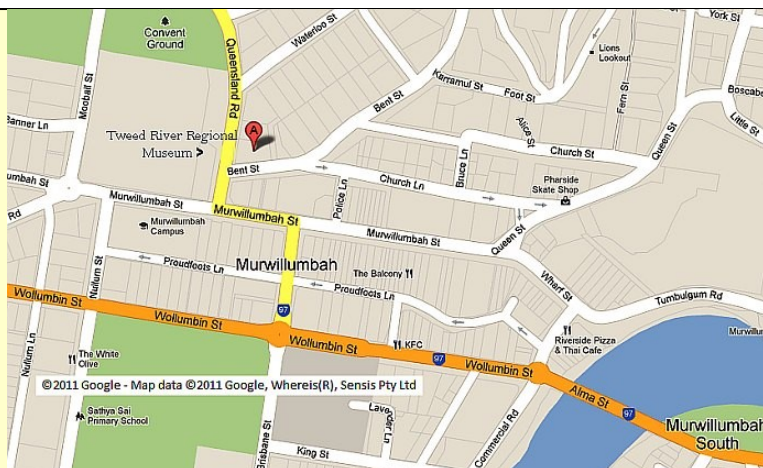 Convent
Ground
Mooball St
Queensland Rd
Waterloo St
York St
Lions
Lookout
Karramul St
Foot St
Fern St
Boscabel
Little St
Banner Ln
Tweed River Regional
Museum >
A
Bent St
Bent St
Alice St
Church St
Queen St
Bruce Ln
Police Ln
Church Ln
Pharside
Skate Shop
umbah St
Rd
Murwillumbah St
Murwillumbah St
Murwillumbah St
Queen St
Murwillumbah
Campus
Nullum St
Proudfoots Ln
Murwillumbah
The Balcony
Proudfoots Ln
Wharf St
Tumbulgum Rd
Wollumbin St
Wollumbin St
97
Wollumbin St
KFC
97
Wollumbin St
Riverside Pizza
& Thai Cafe
Murwillu
Nullum Ln
The White
Olive
©2011 Google - Map data ©2011 Google, Whereis(R), Sensis Pty Ltd
Alma St
97
Sathya Sai
Primary School
Lavender Ln
Commercial Rd
Murwillumbah
South
Brisbane St
King St